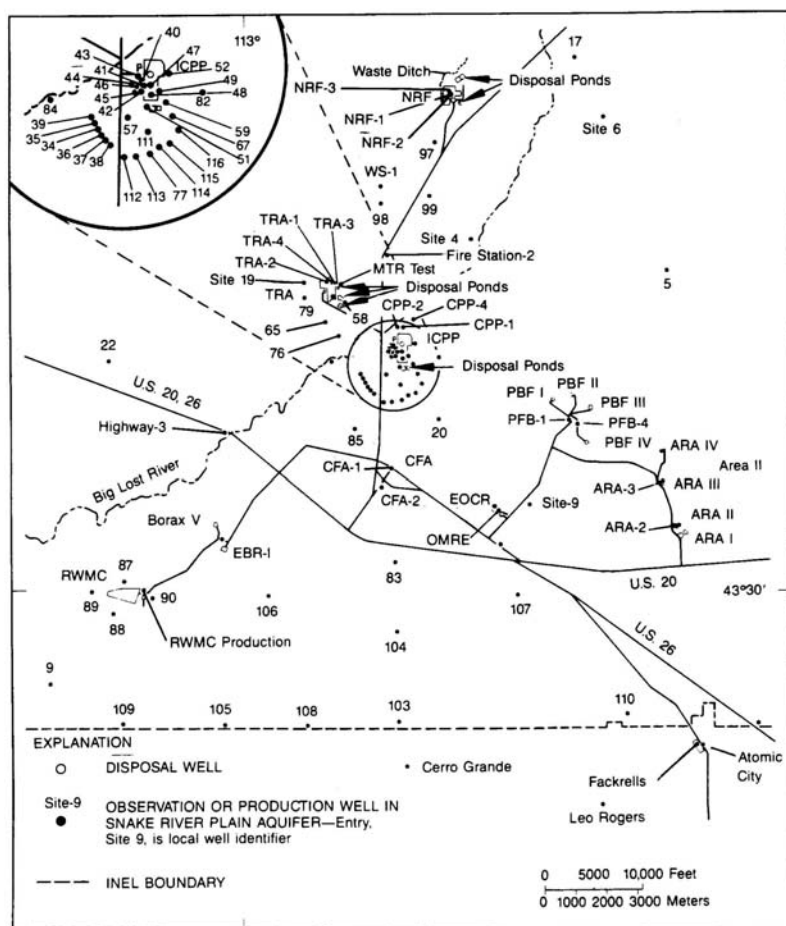 40
113°
43
47
41
P
ICPP
52
44
46
49
45
82
48
42
84
39
57
59
35
67
34
111
51
36
116
37
115
38
114
112 113 77
17
Waste Ditch
Disposal Ponds
NRF-3
NRF
NRF-1
NRF-2
Site 6
97
WS-1
99
98
TRA-1
TRA-3
TRA-4
TRA-2
Site 4
Fire Station-2
MTR Test
Site 19
Disposal Ponds
TRA
79
58
CPP-2
CPP-4
5
65
CPP-1
ICPP
76
22
Disposal Ponds
U.S. 20, 26
PBF I
PBF II
PBF III
PFB-1
PFB-4
Highway-3
85
20
PBF IV
ARA IV
CFA-1
CFA
Area II
Big Lost River
ARA-3
ARA III
CFA-2
EOCR
Site-9
Borax V
ARA II
ARA-2
OMRE
ARA I
EBR-I
87
RWMC
83
U.S. 20
43°30'
89
90
106
107
88
RWMC Production
104
U.S. 26
9
109
105
108
103
110
EXPLANATION
DISPOSAL WELL
Cerro Grande
Atomic
City
Fackrells
Site-9
OBSERVATION OR PRODUCTION WELL IN
SNAKE RIVER PLAIN AQUIFER—Entry,
Site 9, is local well identifier
Leo Rogers
INEL BOUNDARY
0 5000 10,000 Feet
0 1000 2000 3000 Meters